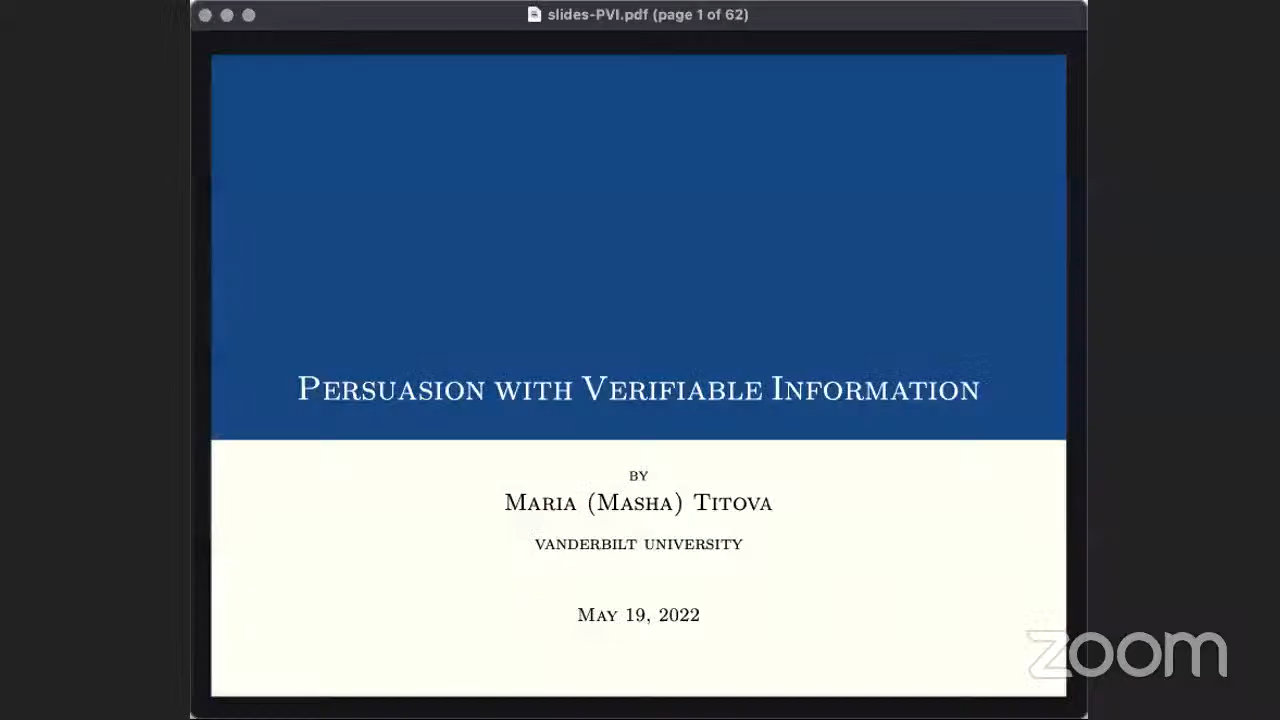 slides-PVI.pdf (page 1 of 62)
Persuasion with Verifiable Information
by
Maria (Masha) Titova
vanderbilt university
May 19, 2022
zoom